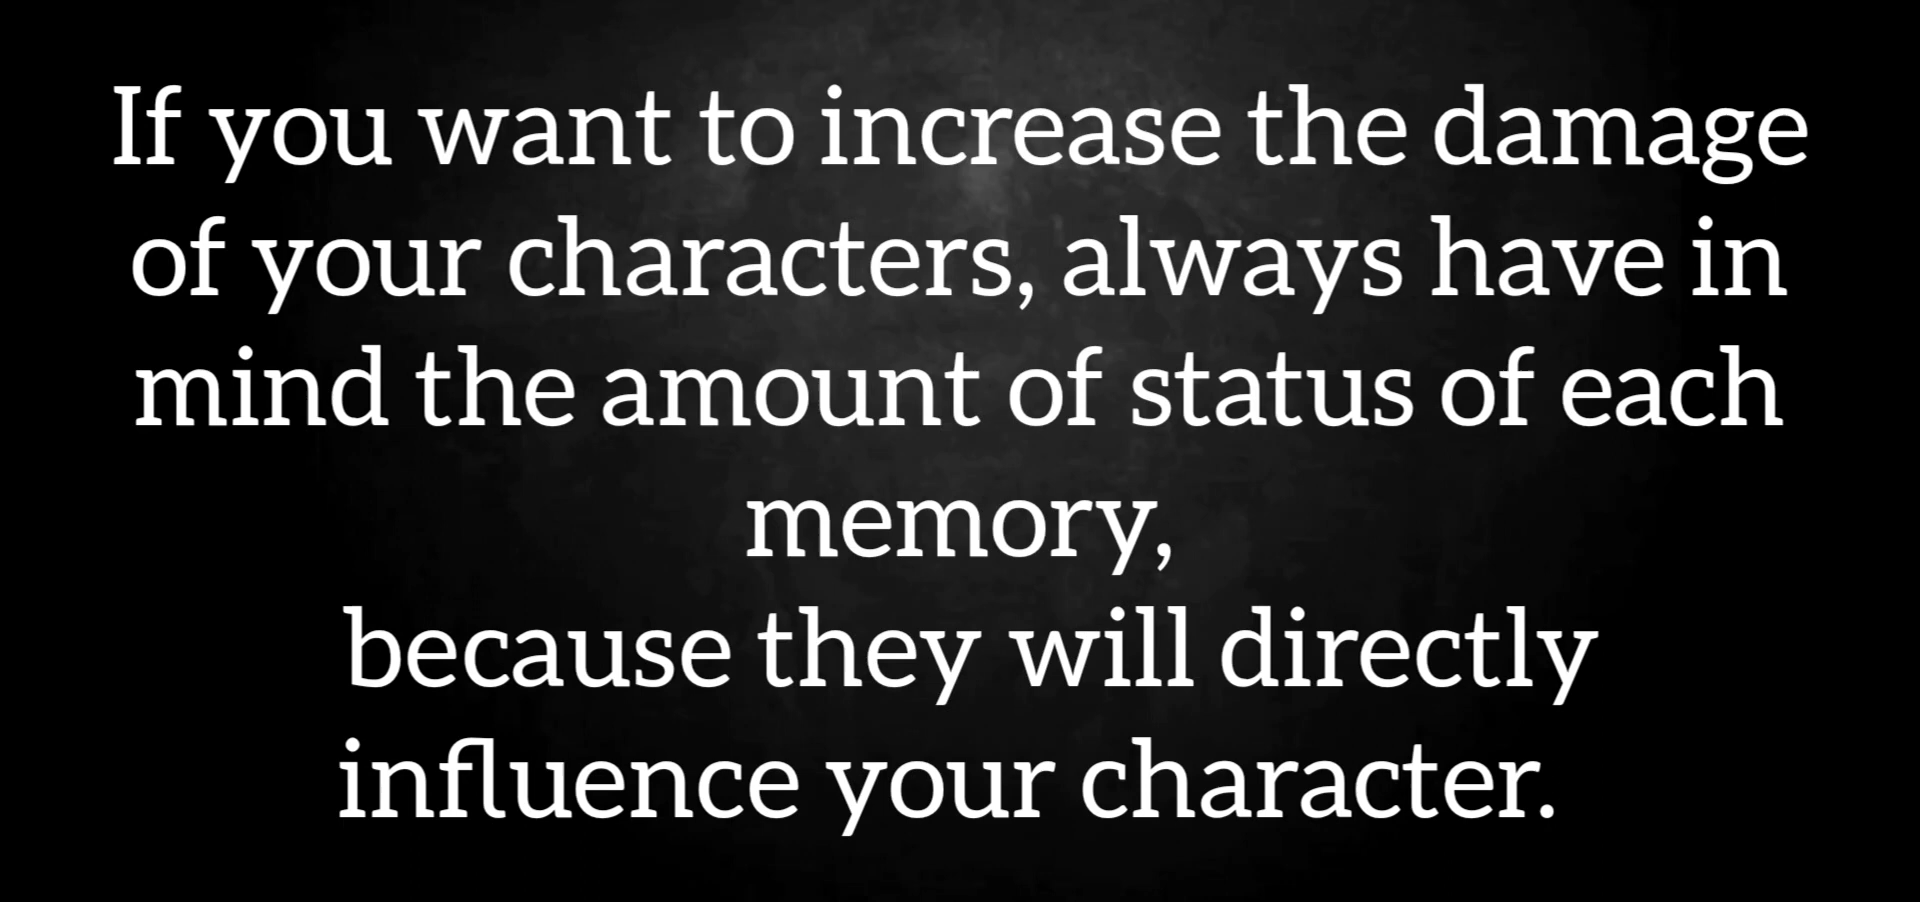 If you want to increase the damage
of your characters, always have in
mind the amount of status of each
memory,
because they will directly
influence your character.